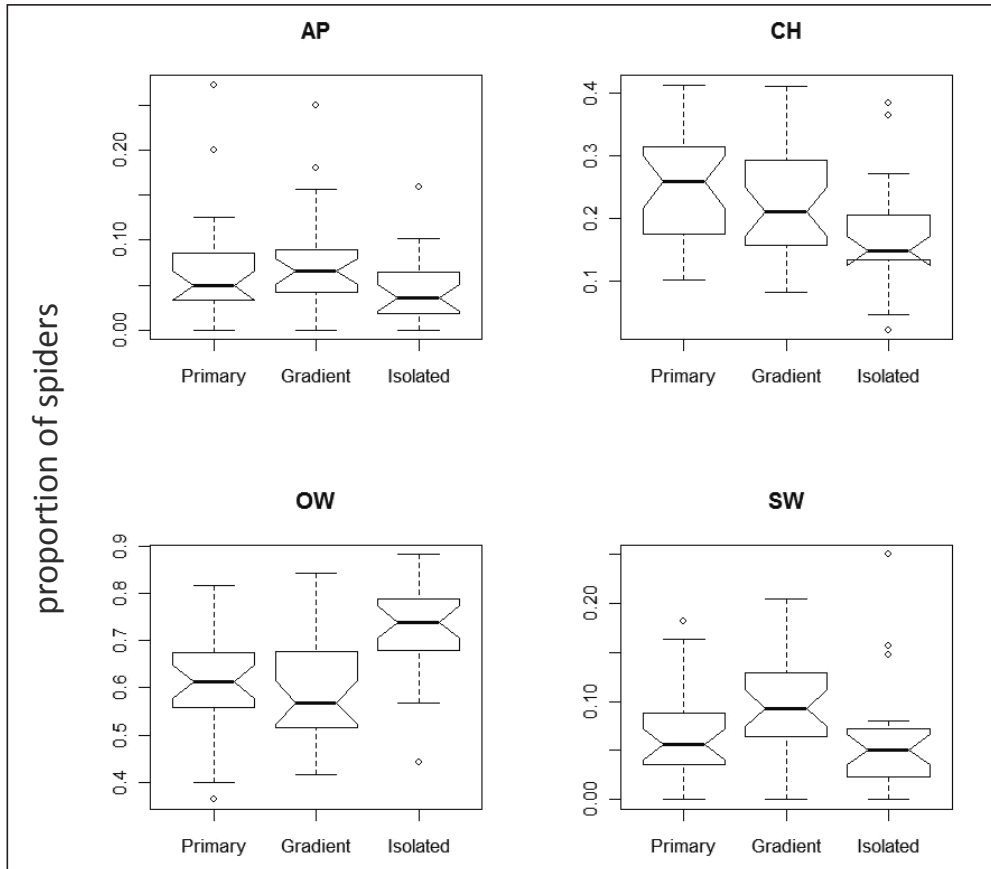 AP
0.00
0.10
0.20
Primary
Gradient
Isolated
CH
0.1
0.2
0.3
0.4
Primary
Gradient
Isolated
proportion of spiders
OW
0.4
0.5
0.6
0.7
0.8
0.9
Primary
Gradient
Isolated
SW
0.00
0.10
0.20
Primary
Gradient
Isolated